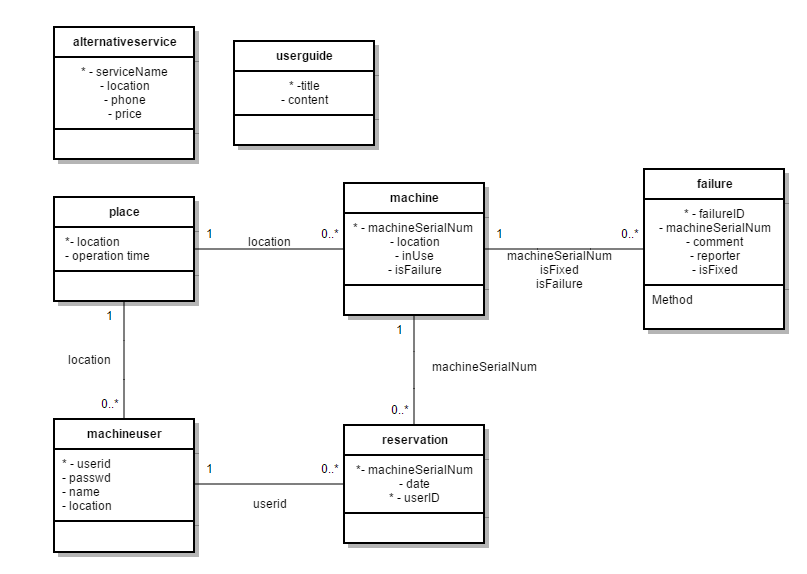 alternativeservice
* - serviceName
- location
- phone
- price
userguide
* -title
- content
place
*- location
- operation time
1
location
0..*
machine
* - machineSerialNum
- location
- inUse
- isFailure
1
machineSerialNum
isFixed
isFailure
0..*
failure
* - failureID
- machineSerialNum
- comment
- reporter
- isFixed
Method
1
location
0..*
1
machineSerialNum
0..*
machineuser
* - userid
- passwd
- name
- location
1
userid
0..*
reservation
*- machineSerialNum
- date
* - userID